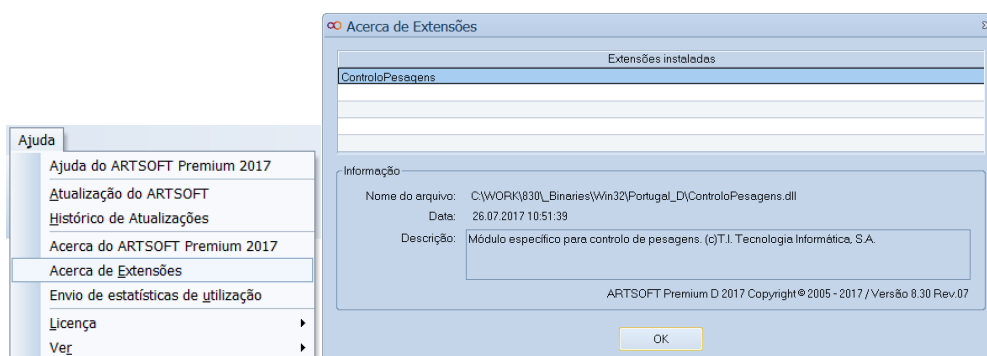 Ajuda
Ajuda do ARTSOFT Premium 2017
Atualização do ARTSOFT
Histórico de Atualizações
Acerca do ARTSOFT Premium 2017
Acerca de Extensões
Envio de estatísticas de utilização
Licença
Ver
Acerca de Extensões
Extensões instaladas
ControloPesagens
Informação
Nome do arquivo: C:\WORK\830\_Binaries\Win32\Portugal_D\ControloPesagens.dll
Data: 26.07.2017 10:51:39
Descrição: Módulo específico para controlo de pesagens. (c)T.I. Tecnologia Informática, S.A.
ARTSOFT Premium D 2017 Copyright © 2005 - 2017 / Versão 8.30 Rev.07
OK